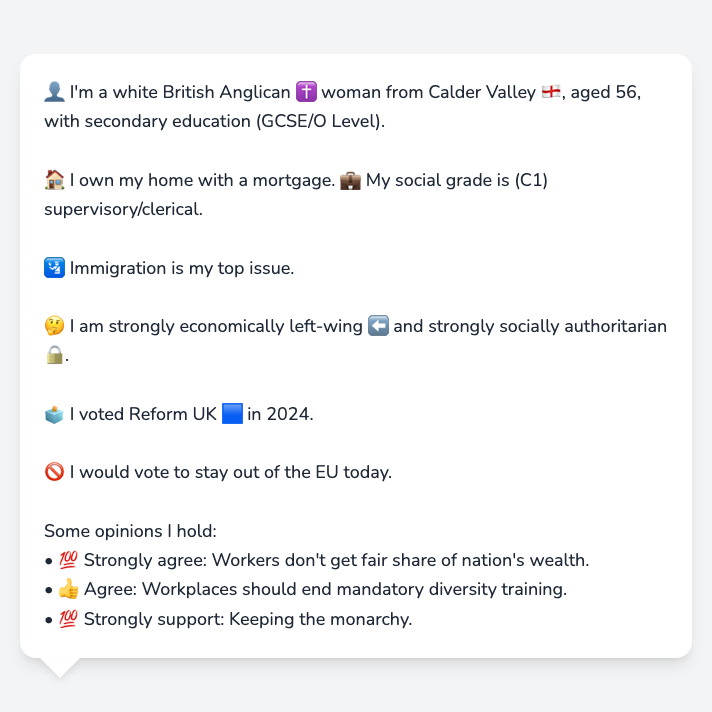 👤 I'm a white British Anglican ✝️ woman from Calder Valley 🏴󠁧󠁢󠁥󠁮󠁧󠁿, aged 56,
with secondary education (GCSE/O Level).
🏠 I own my home with a mortgage. 💼 My social grade is (C1)
supervisory/clerical.
🛂 Immigration is my top issue.
🤔 I am strongly economically left-wing ⬅️ and strongly socially authoritarian
🔒.
🗳️ I voted Reform UK 🟦 in 2024.
🚫 I would vote to stay out of the EU today.
Some opinions I hold:
• 💯 Strongly agree: Workers don't get fair share of nation's wealth.
• 👍 Agree: Workplaces should end mandatory diversity training.
• 💯 Strongly support: Keeping the monarchy.